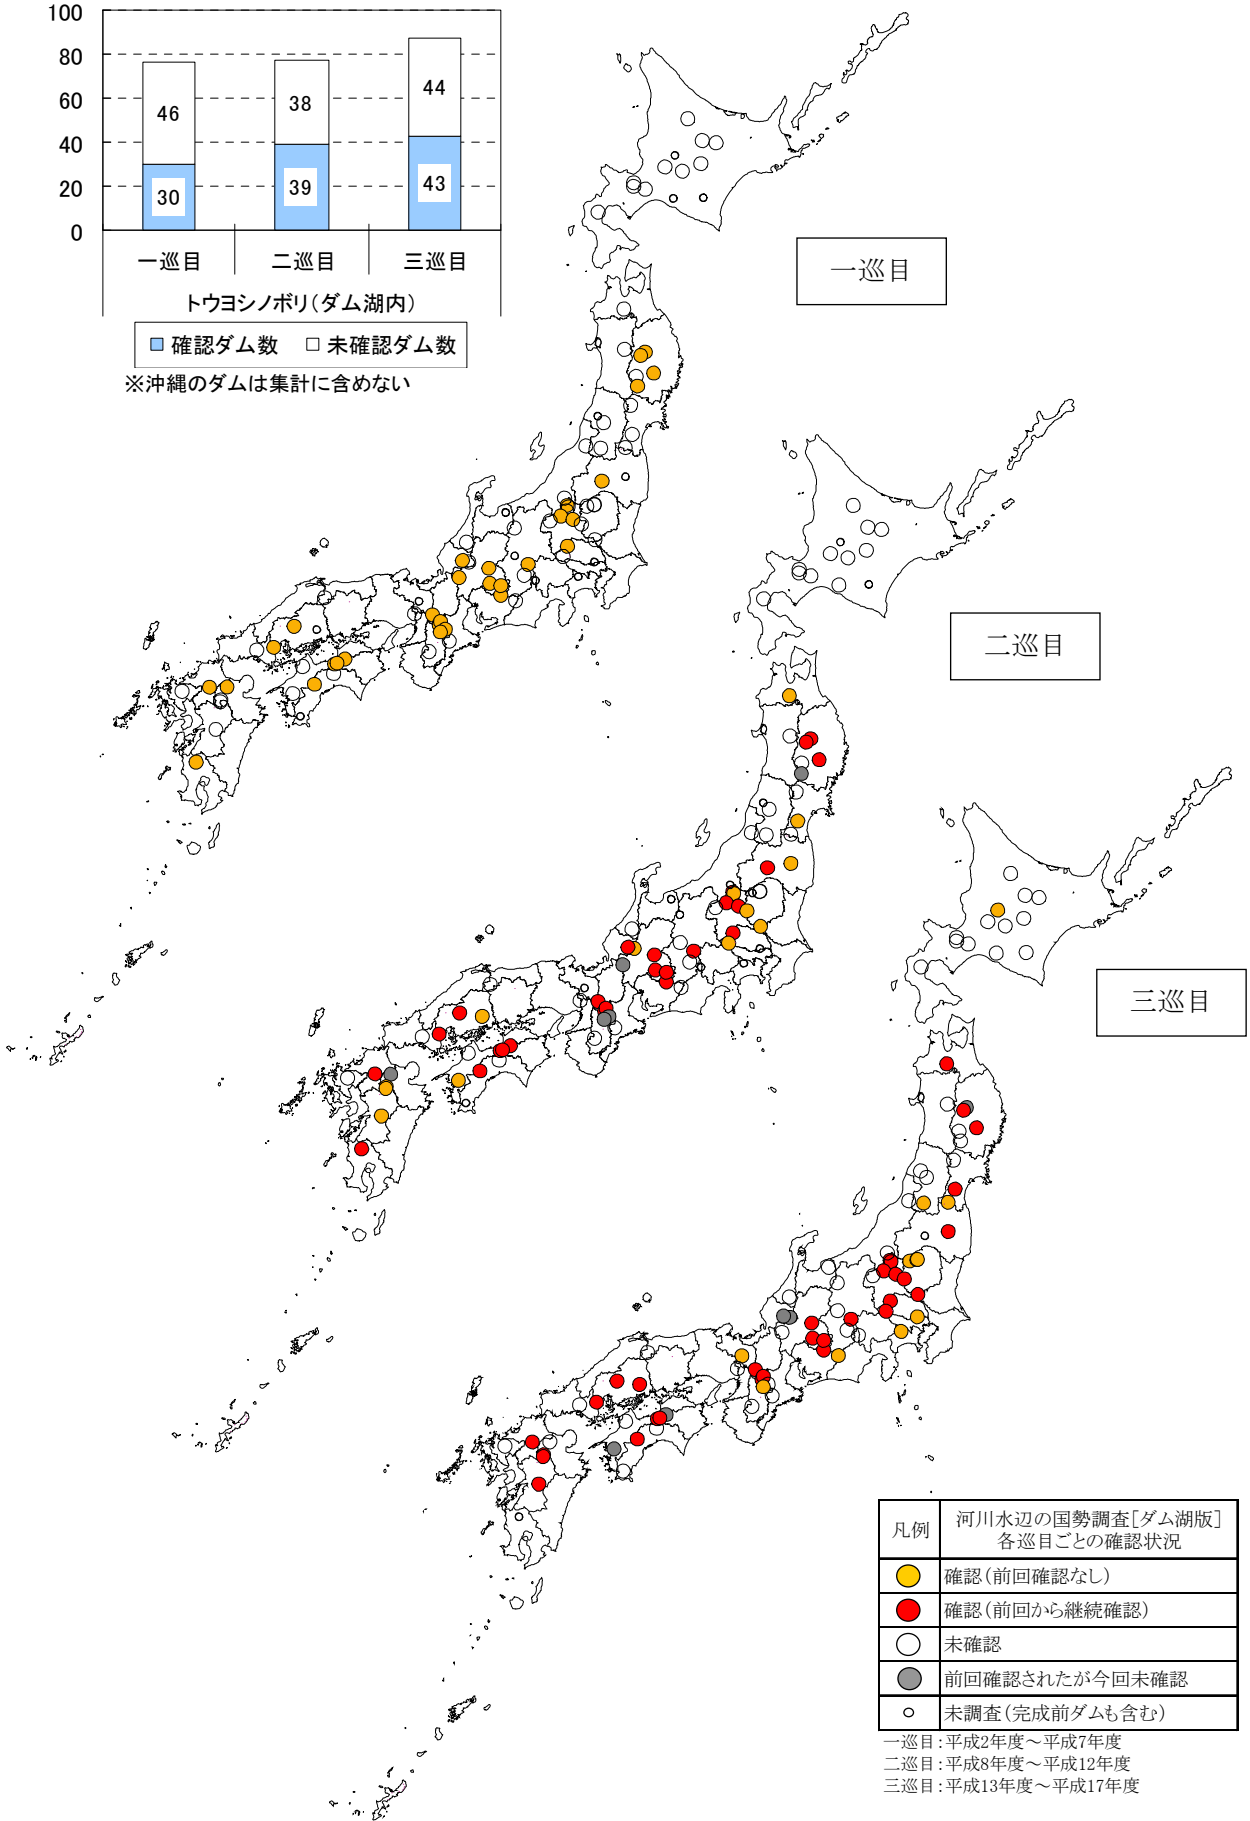 100
80
60
40
20
0
46
38
44
30
39
43
一巡目
二巡目
三巡目
トウヨシノボリ(ダム湖内)
確認ダム数
未確認ダム数
※沖縄のダムは集計に含めない
一巡目
二巡目
三巡目
凡例
河川水辺の国勢調査[ダム湖版]
各巡目ごとの確認状況
確認(前回確認なし)
確認(前回から継続確認)
未確認
前回確認されたが今回未確認
未調査(完成前ダムも含む)
一巡目:平成2年度～平成7年度
二巡目:平成8年度～平成12年度
三巡目:平成13年度～平成17年度